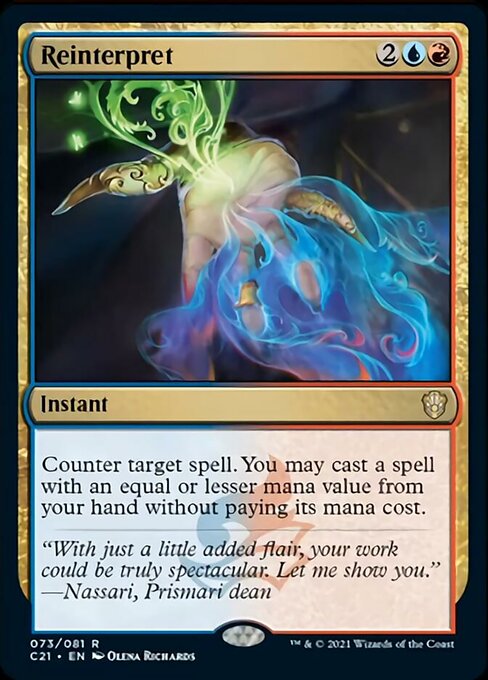 Reinterpret 2
Instant
Counter target spell. You may cast a spell
with an equal or lesser mana value from
your hand without paying its mana cost.
“With just a little added flair, your work
could be truly spectacular. Let me show you.”
—Nassari, Prismari dean
073/081 R
™ & © 2021 Wizards of the Coast
C21 • EN Olena Richards